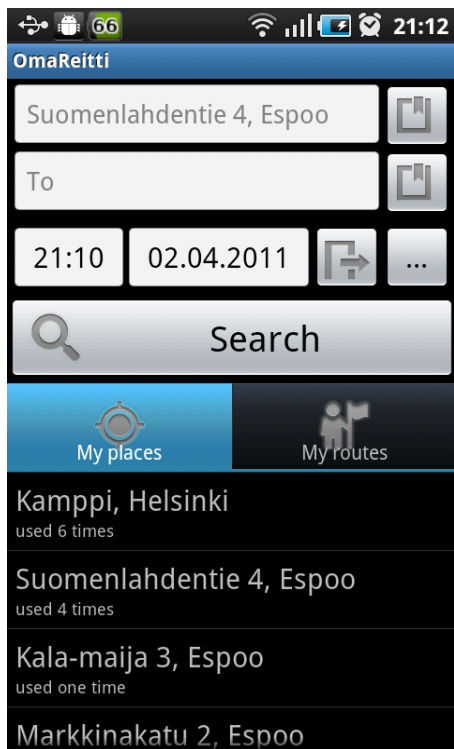 66 21:12
OmaReitti
Suomenlahdentie 4, Espoo
To
21:10 02.04.2011 ...
Search
My places My routes
Kamppi, Helsinki
used 6 times
Suomenlahdentie 4, Espoo
used 4 times
Kala-maija 3, Espoo
used one time
Markkinakatu 2, Espoo